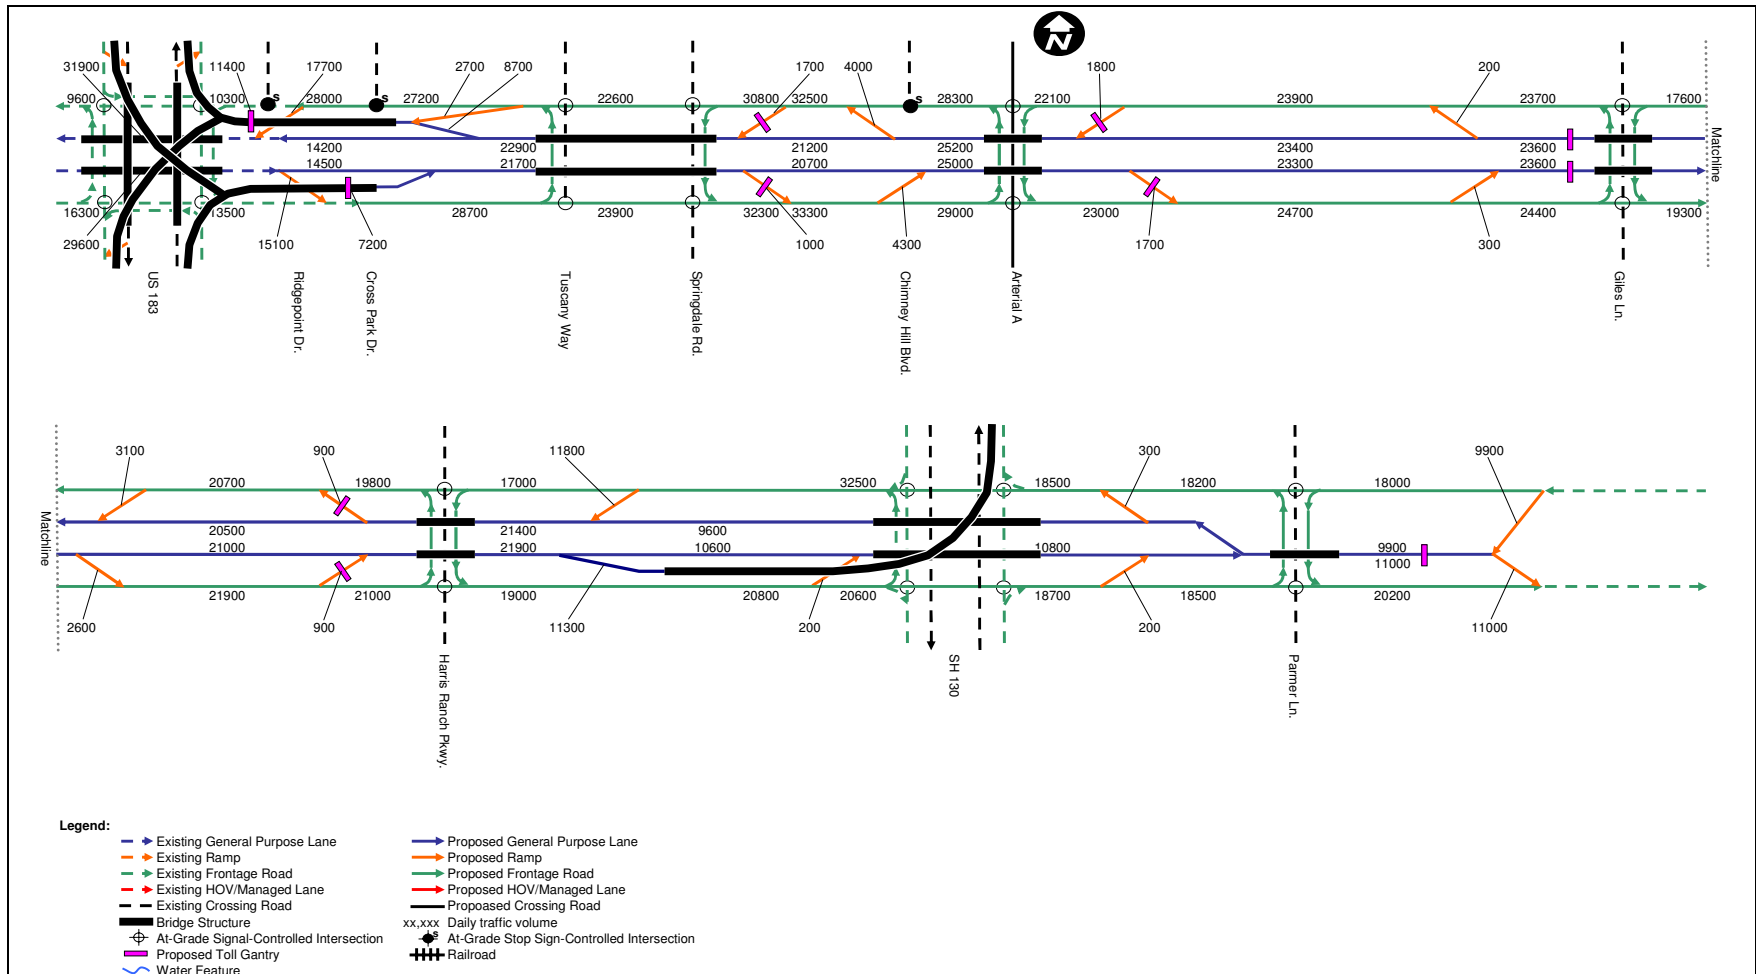 N
31900 11400 17700 2700 8700 1700 4000 1800 200
9600 10300 S 28000 S 27200 22600 30800 32500 S 28300 22100 23900 23700 17600
14200 22900 21200 25200 23400 23600
14500 21700 20700 25000 23300 23600
Matchline
16300 13500 28700 23900 32300 33300 29000 23000 24700 24400 19300
29600 15100 7200 1000 4300 1700 300
US 183
Ridgepoint Dr.
Cross Park Dr.
Tuscany Way
Springdale Rd.
Chimney Hill Blvd.
Arterial A
Giles Ln.
3100 900 11800 300 9900
20700 19800 17000 32500 18500 18200 18000
20500 21400 9600
21000 21900 10600 10800 9900
11000
Matchline
21900 21000 19000 20800 20600 18700 18500 20200
2600 900 11300 200 200 11000
Harris Ranch Pkwy.
SH 130
Parmer Ln.
Legend:
Existing General Purpose Lane Proposed General Purpose Lane
Existing Ramp Proposed Ramp
Existing Frontage Road Proposed Frontage Road
Existing HOV/Managed Lane Proposed HOV/Managed Lane
Existing Crossing Road Propoased Crossing Road
Bridge Structure xx,xxx Daily traffic volume
At-Grade Signal-Controlled Intersection S At-Grade Stop Sign-Controlled Intersection
Proposed Toll Gantry Railroad
Water Feature